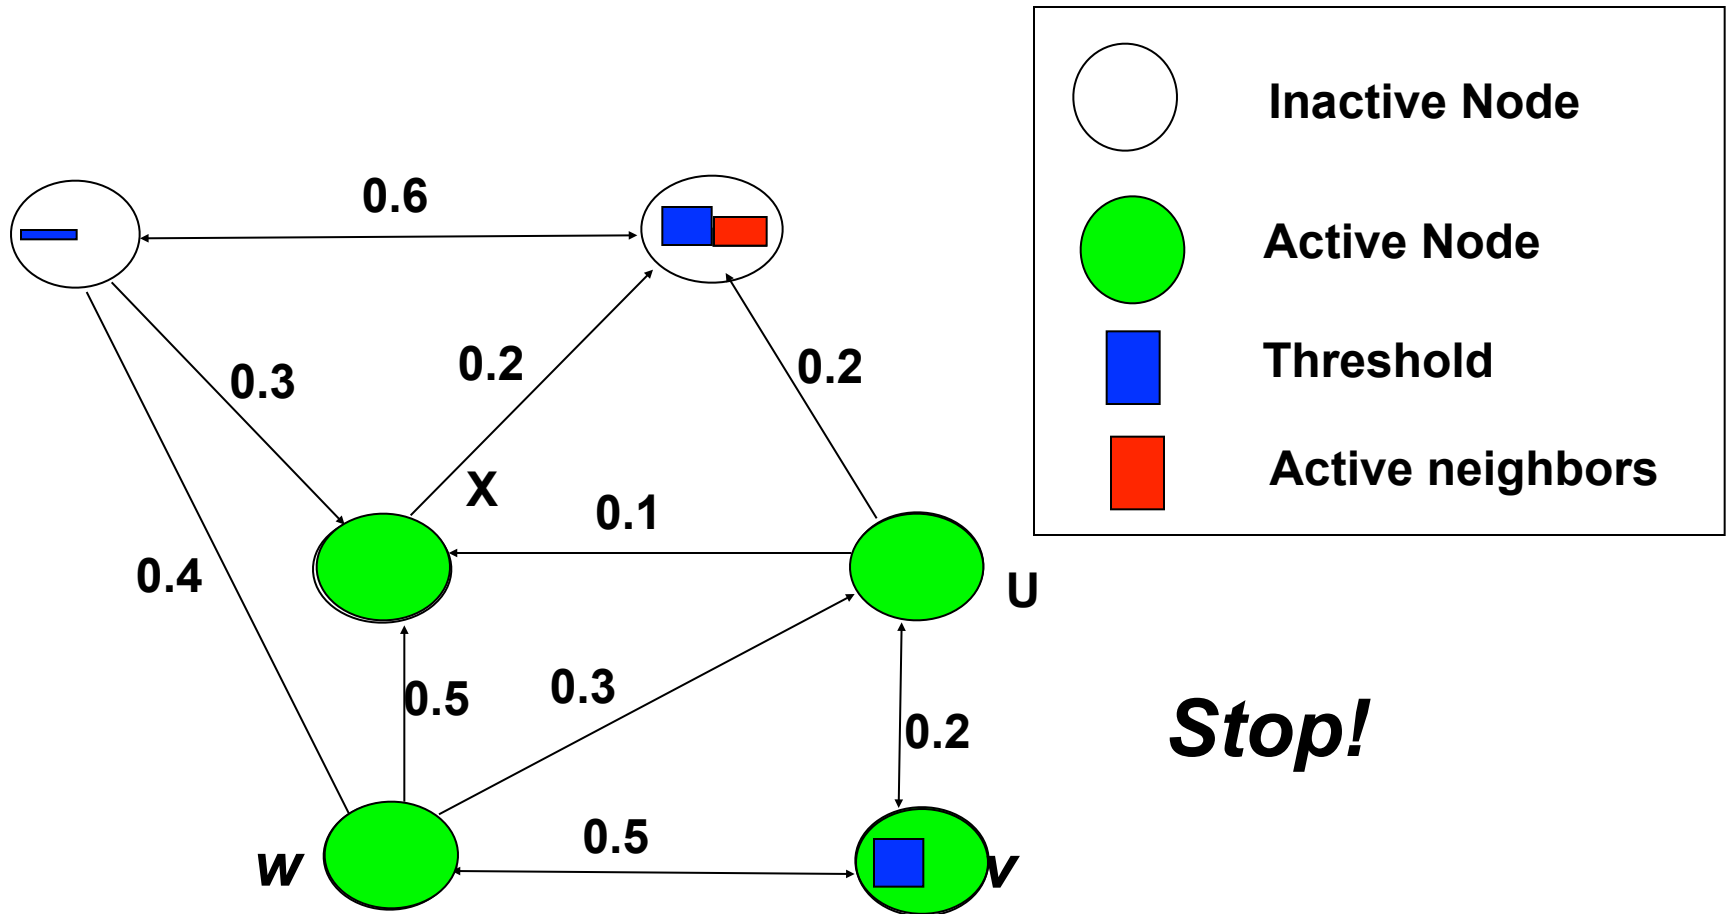 Inactive Node
Active Node
Threshold
Active neighbors
0.6
0.3
0.2
0.2
X
0.1
0.4
U
0.5
0.3
0.2
Stop!
w
0.5
v